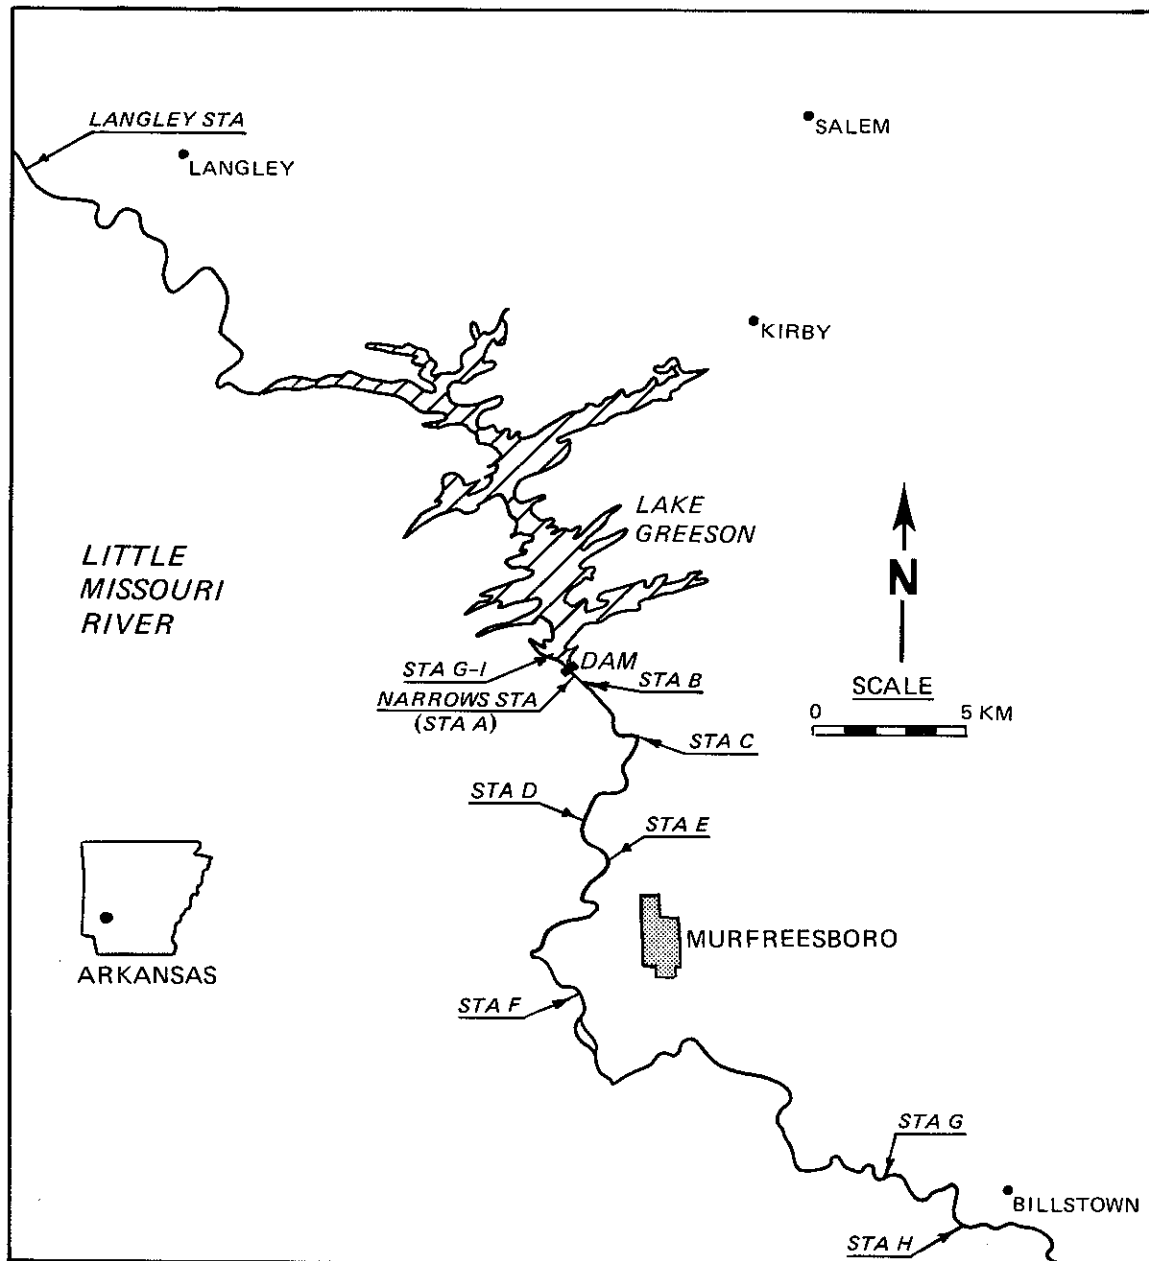 LANGLEY STA
SALEM
LANGLEY
KIRBY
LAKE
GREESON
LITTLE
MISSOURI
RIVER
N
STA G-I
DAM
NARROWS STA
(STA A)
STA B
SCALE
0 5 KM
STA C
STA D
STA E
MURFREESBORO
ARKANSAS
STA F
STA G
BILLSTOWN
STA H